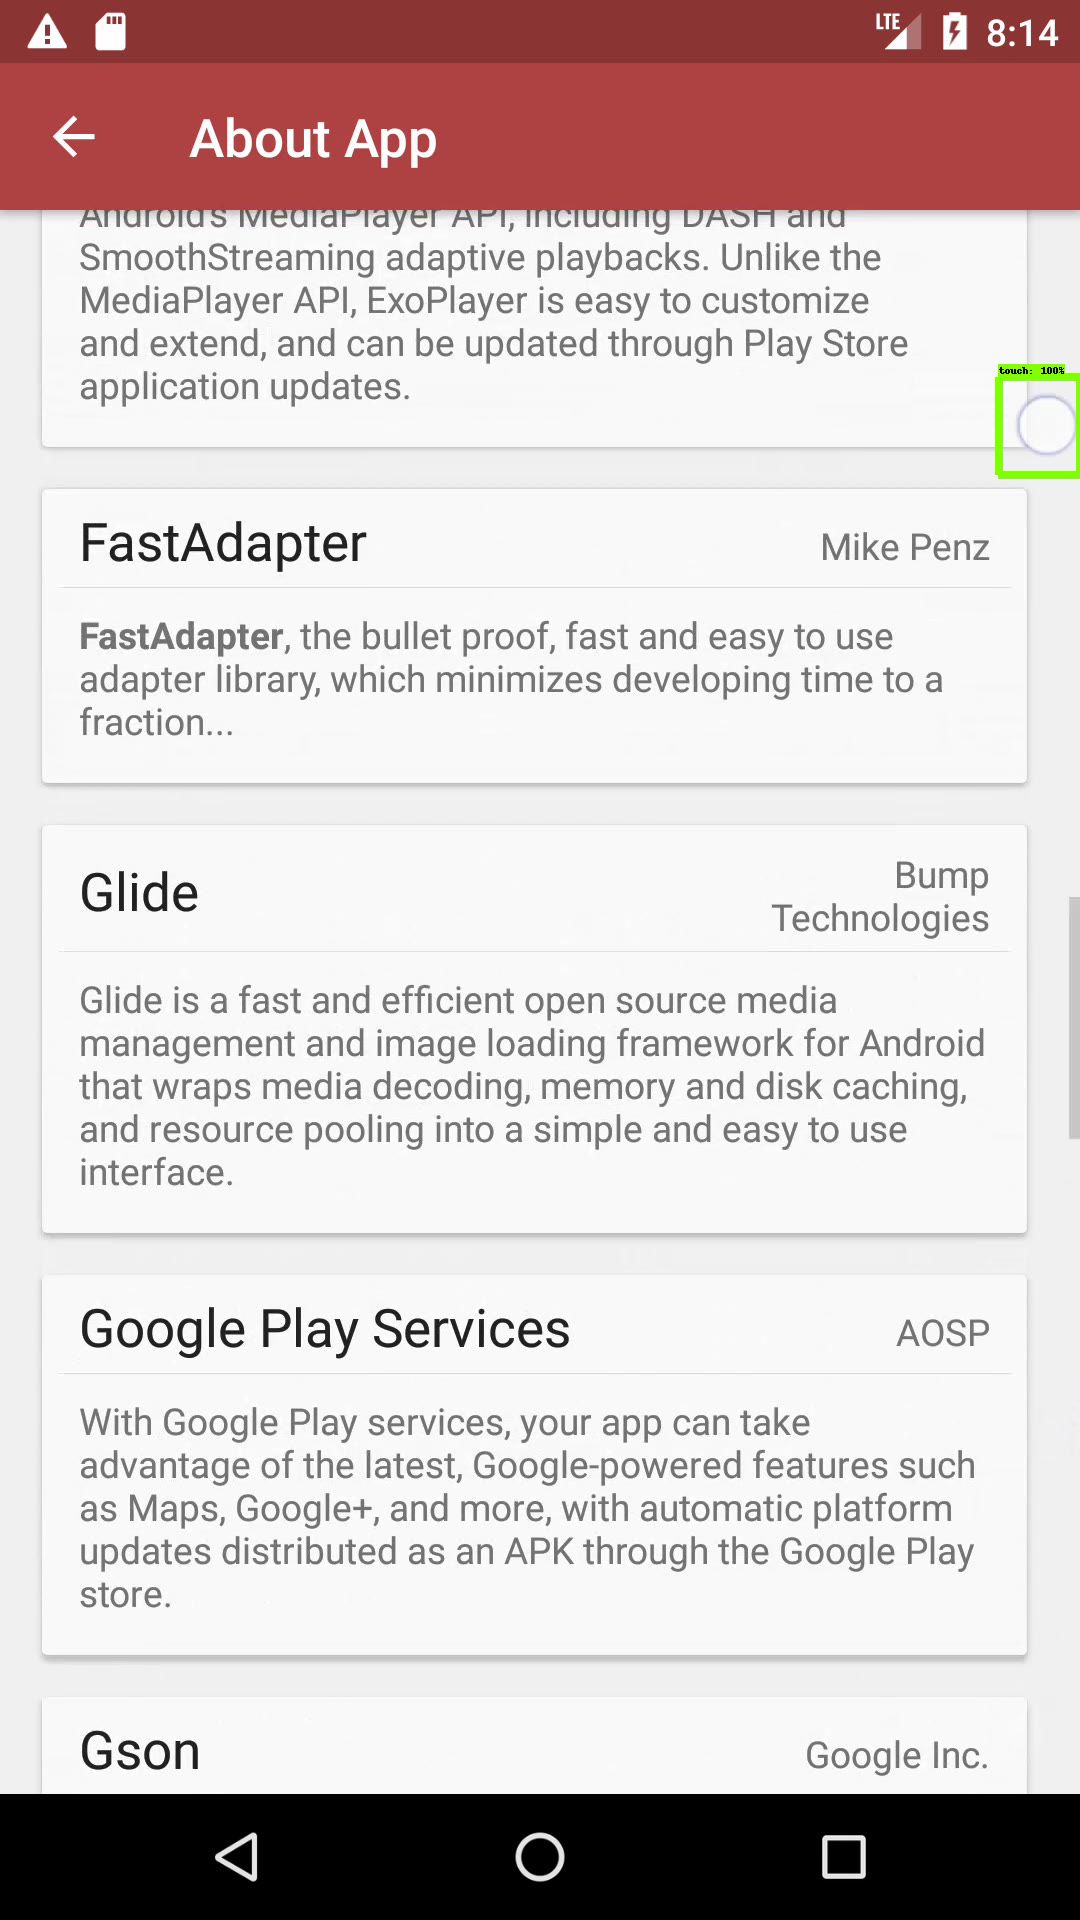 LTE 8:14
About App
Android's MediaPlayer API, including DASH and
SmoothStreaming adaptive playbacks. Unlike the
MediaPlayer API, ExoPlayer is easy to customize
and extend, and can be updated through Play Store
application updates.
touch: 100%
FastAdapter
Mike Penz
FastAdapter, the bullet proof, fast and easy to use
adapter library, which minimizes developing time to a
fraction...
Glide
Bump
Technologies
Glide is a fast and efficient open source media
management and image loading framework for Android
that wraps media decoding, memory and disk caching,
and resource pooling into a simple and easy to use
interface.
Google Play Services
AOSP
With Google Play services, your app can take
advantage of the latest, Google-powered features such
as Maps, Google+, and more, with automatic platform
updates distributed as an APK through the Google Play
store.
Gson
Google Inc.